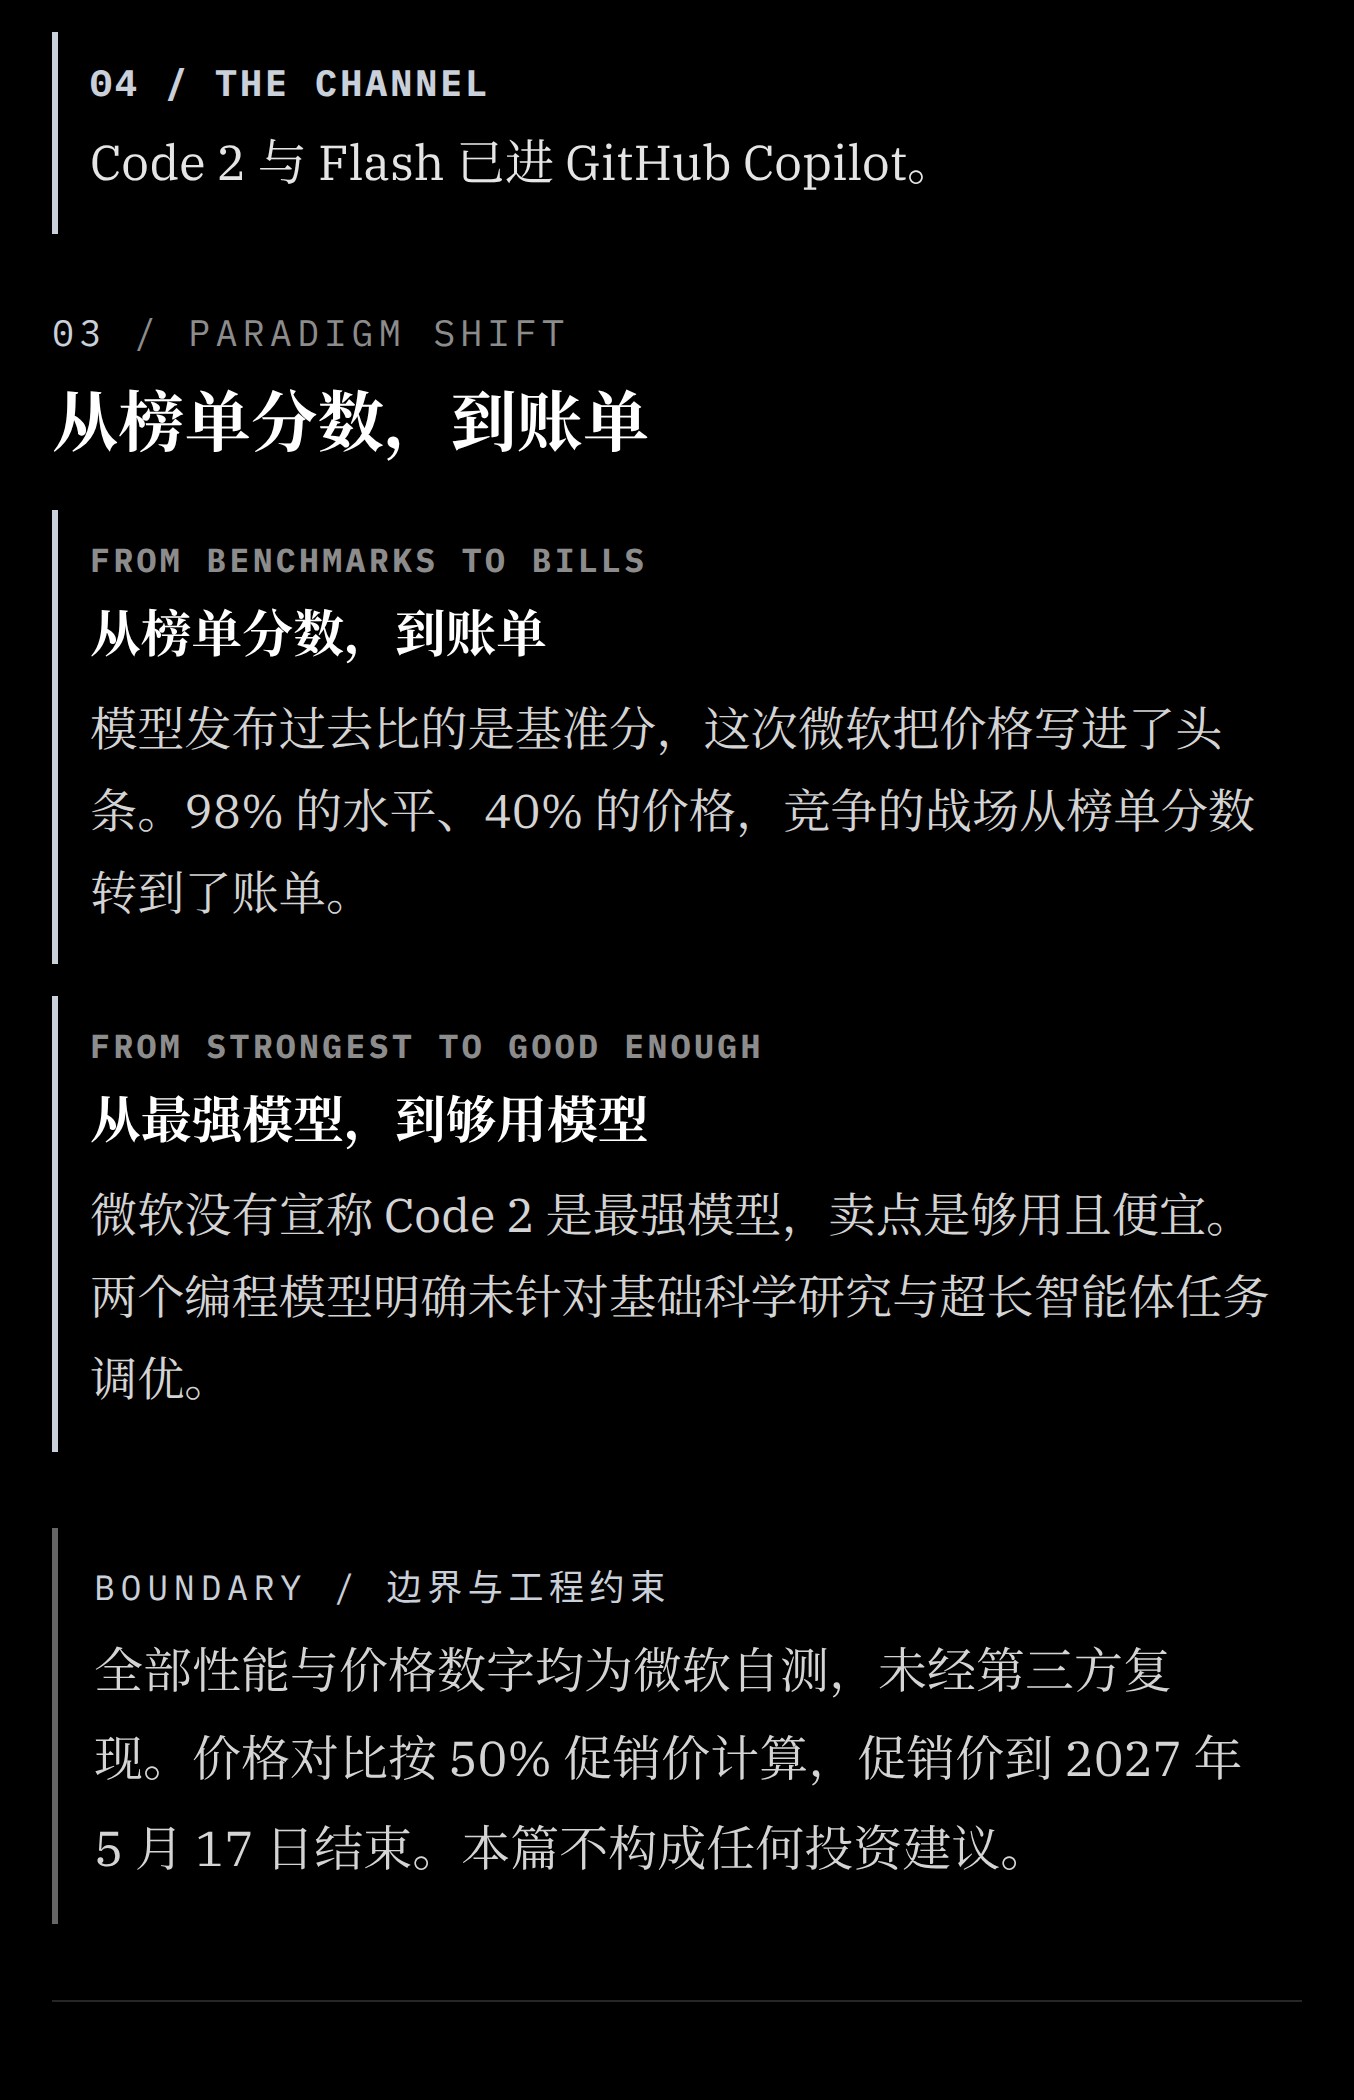 04 / THE CHANNEL
Code 2 与 Flash 已进 GitHub Copilot。
03 / PARADIGM SHIFT
从榜单分数，到账单
FROM BENCHMARKS TO BILLS
从榜单分数，到账单
模型发布过去比的是基准分，这次微软把价格写进了头
条。98% 的水平、40% 的价格，竞争的战场从榜单分数
转到了账单。
FROM STRONGEST TO GOOD ENOUGH
从最强模型，到够用模型
微软没有宣称 Code 2 是最强模型，卖点是够用且便宜。
两个编程模型明确未针对基础科学研究与超长智能体任务
调优。
BOUNDARY / 边界与工程约束
全部性能与价格数字均为微软自测，未经第三方复
现。价格对比按 50% 促销价计算，促销价到 2027 年
5 月 17 日结束。本篇不构成任何投资建议。